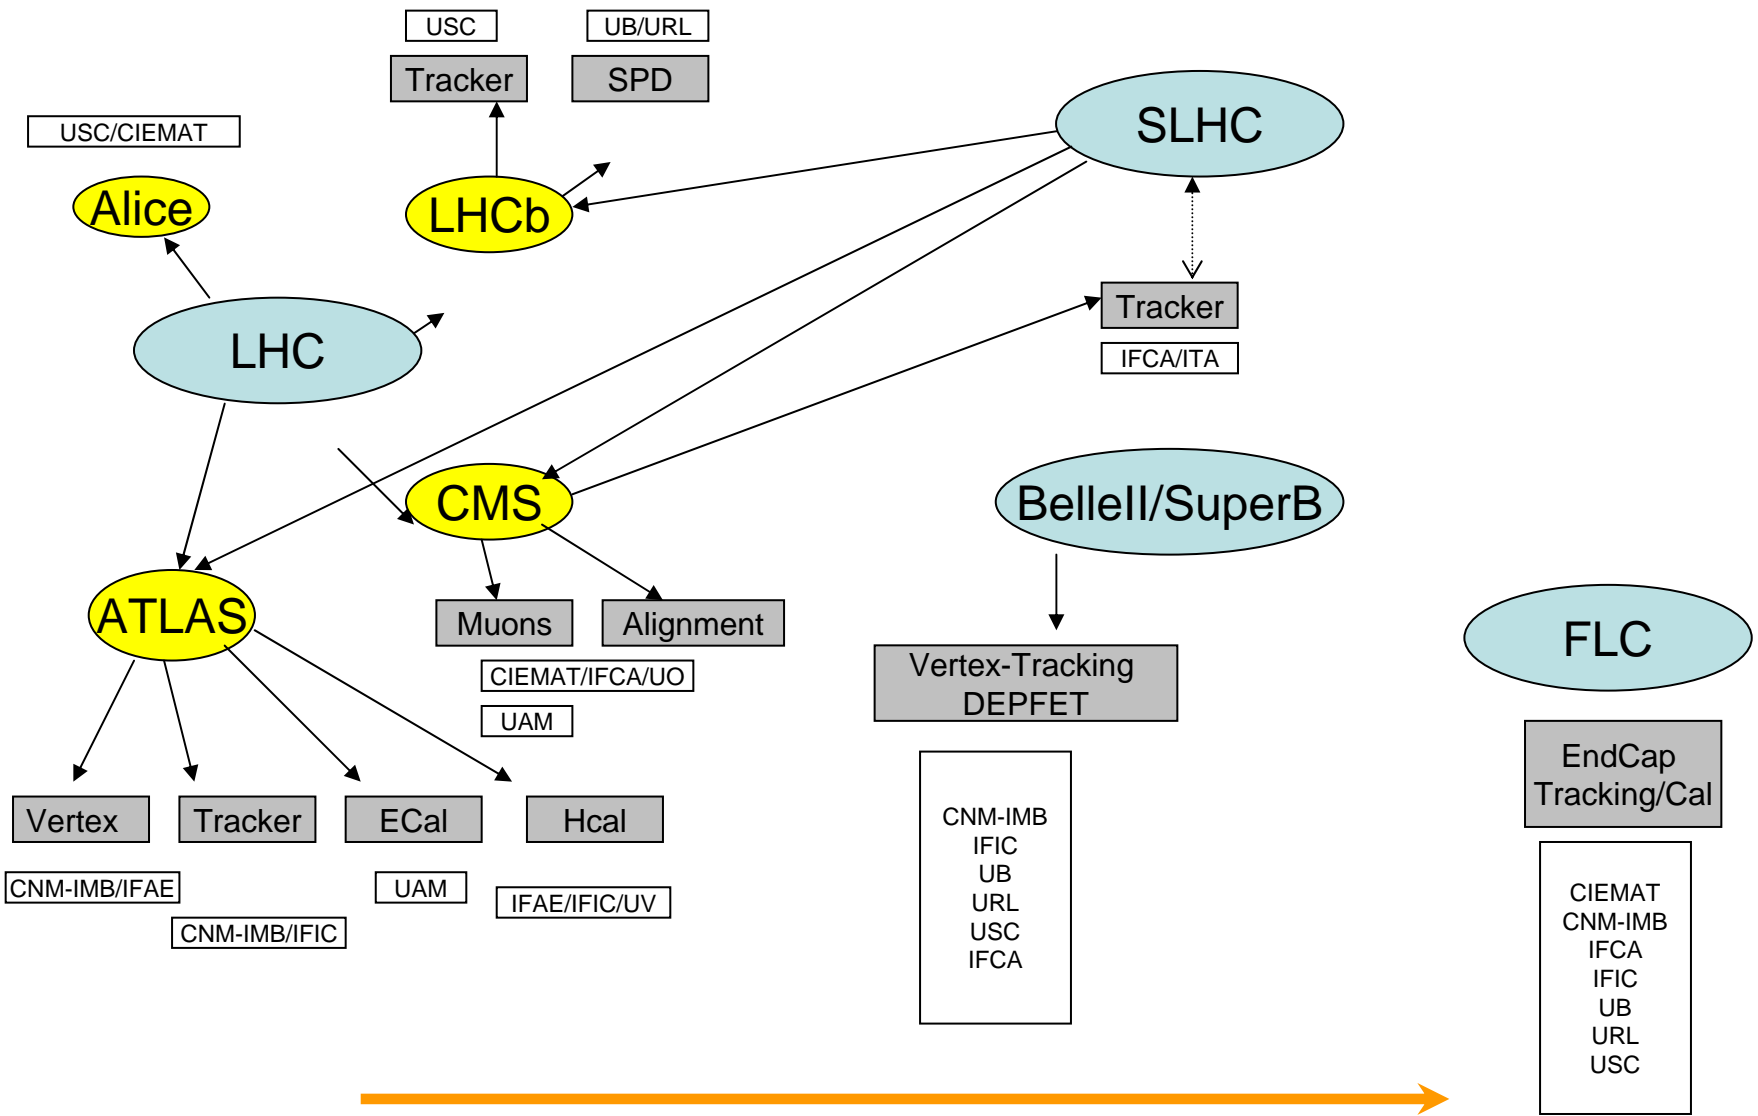 USC
UB/URL
Tracker
SPD
USC/CIEMAT
SLHC
Alice
LHCb
Tracker
LHC
IFCA/ITA
CMS
BelleII/SuperB
ATLAS
Muons
Alignment
FLC
CIEMAT/IFCA/UO
UAM
Vertex-Tracking
DEPFET
EndCap
Tracking/Cal
Vertex
Tracker
ECal
Hcal
CNM-IMB/IFAE
UAM
IFAE/IFIC/UV
CNM-IMB/IFIC
CNM-IMB
IFIC
UB
URL
USC
IFCA
CIEMAT
CNM-IMB
IFCA
IFIC
UB
URL
USC